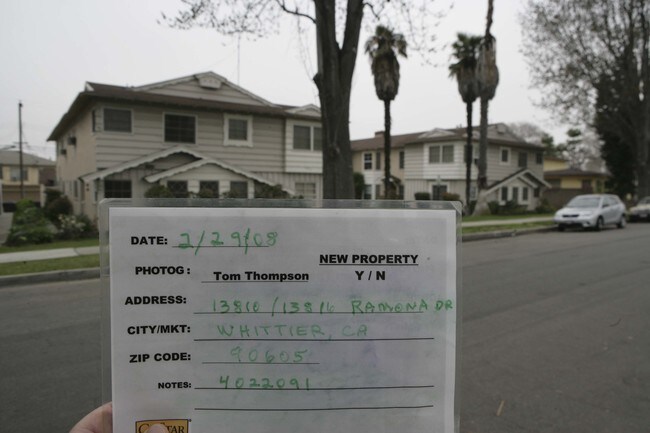 DATE: 2/29/08
NEW PROPERTY
PHOTOG: Tom Thompson Y / N
ADDRESS: 13810/13816 RAMONA DR
CITY/MKT: WHITTIER, CA
ZIP CODE: 90605
NOTES: 4022091